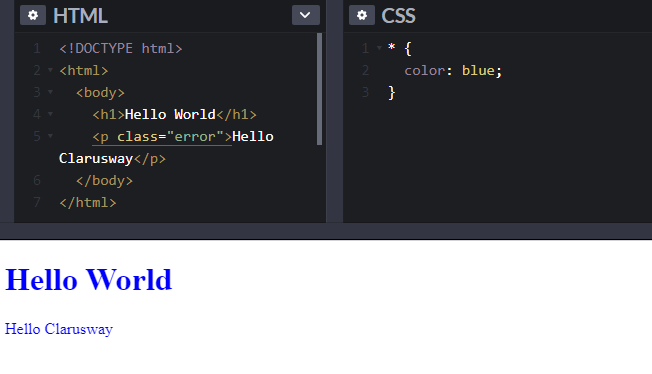 HTML
1 <!DOCTYPE html>
2 <html>
3 <body>
4 <h1>Hello World</h1>
5 <p class="error">Hello
Clarusway</p>
6 </body>
7 </html>
CSS
1 * {
2 color: blue;
3 }
Hello World
Hello Clarusway